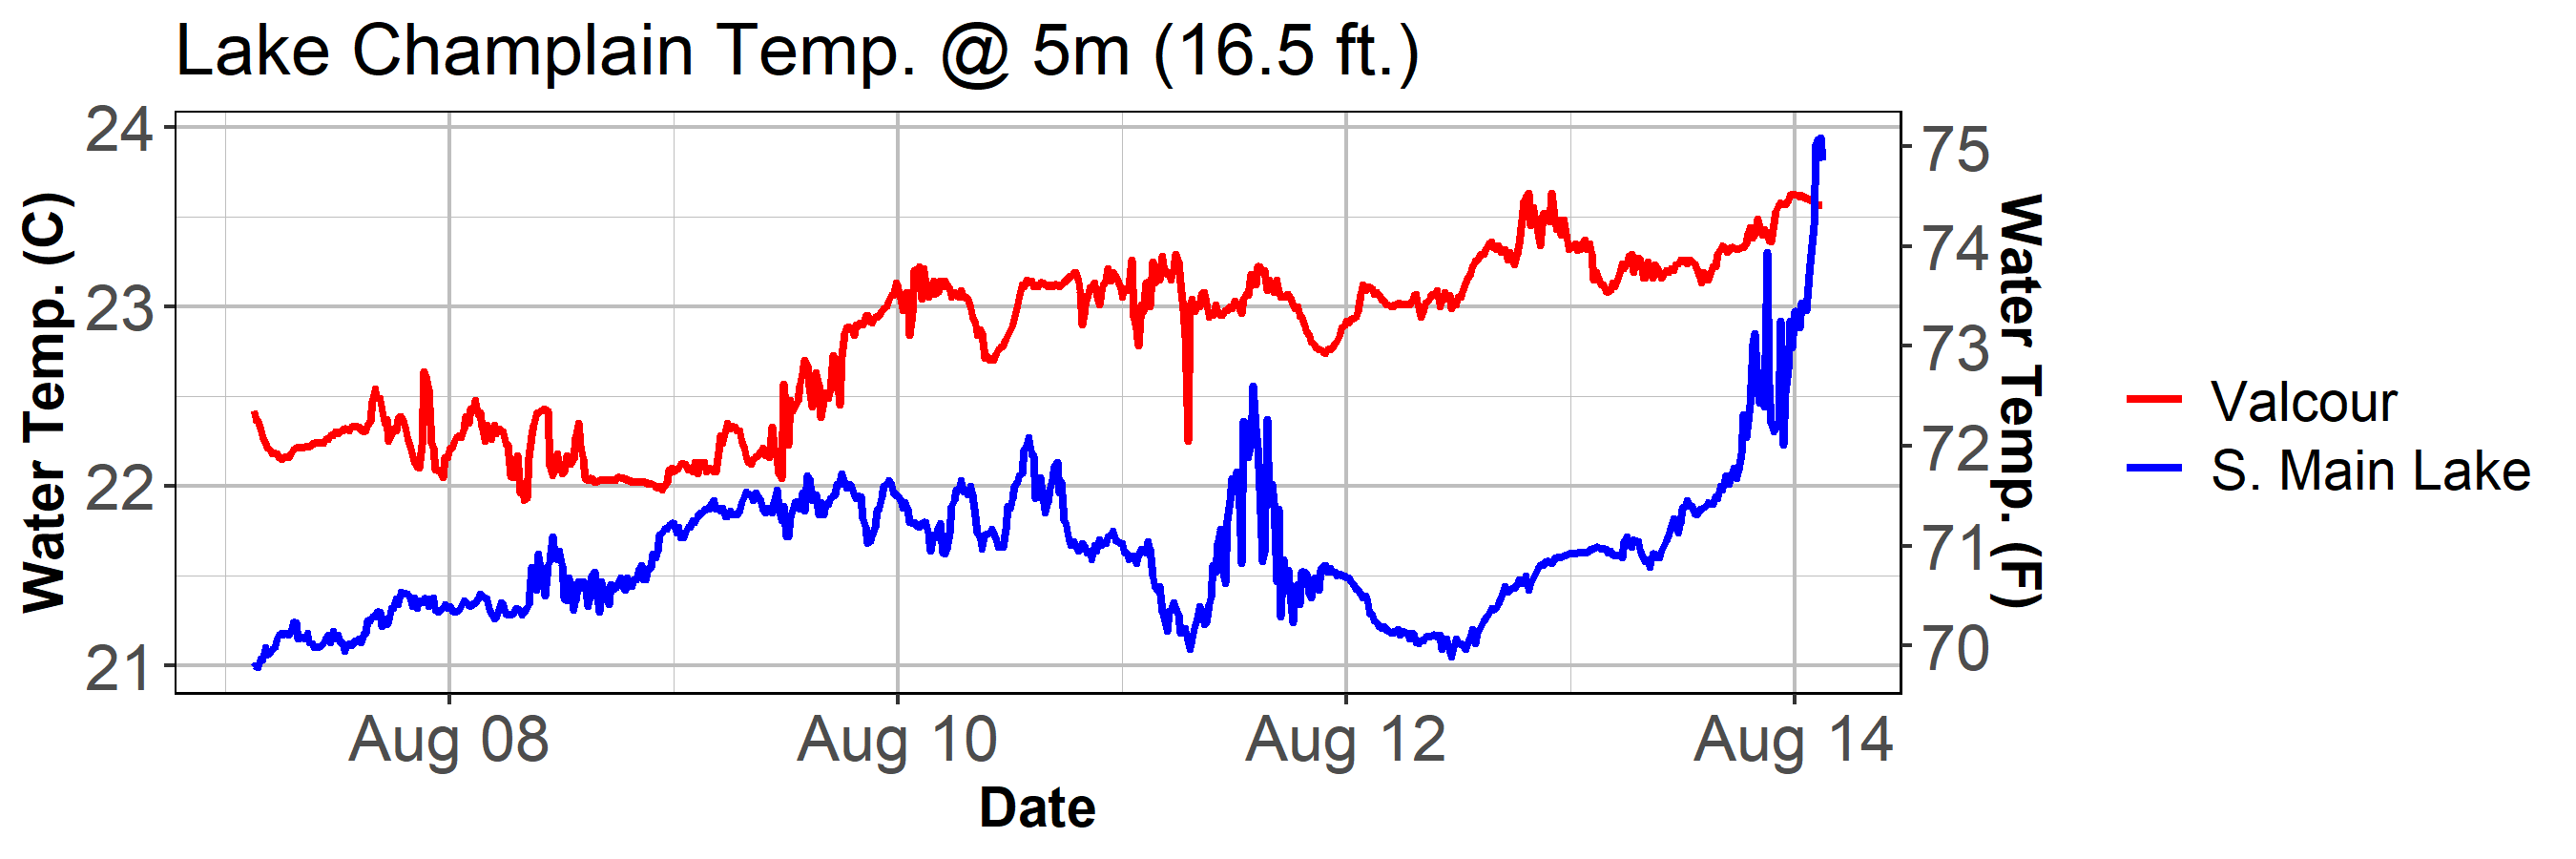 Lake Champlain Temp. @ 5m (16.5 ft.)
24
23
22
21
Water Temp. (C)
75
74
73
72
71
70
Water Temp. (F)
Valcour
S. Main Lake
Aug 08
Aug 10
Aug 12
Aug 14
Date